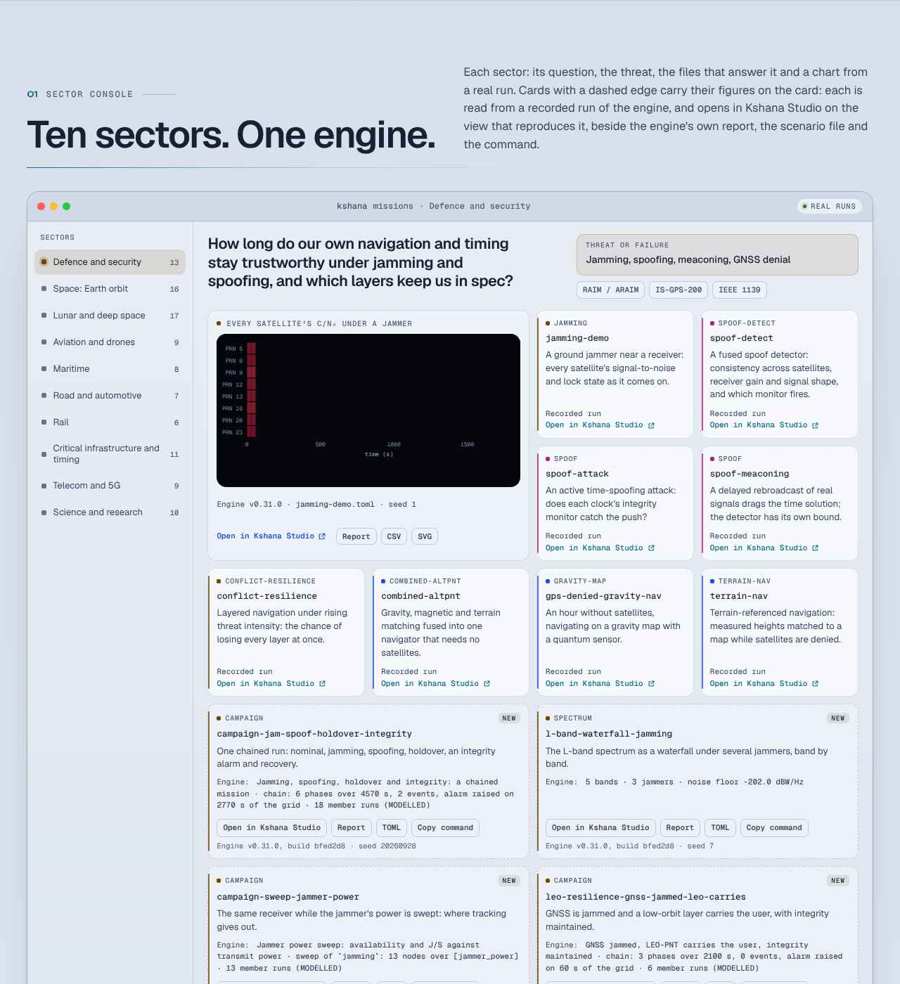 01 SECTOR CONSOLE
Ten sectors. One engine.
Each sector: its question, the threat, the files that answer it and a chart from
a real run. Cards with a dashed edge carry their figures on the card: each is
read from a recorded run of the engine, and opens in Kshana Studio on the
view that reproduces it, beside the engine's own report, the scenario file and
the command.
kshana missions · Defence and security
REAL RUNS
SECTORS
Defence and security 13
Space: Earth orbit 16
Lunar and deep space 17
Aviation and drones 9
Maritime 8
Road and automotive 7
Rail 6
Critical infrastructure and
timing 11
Telecom and 5G 9
Science and research 10
How long do our own navigation and timing
stay trustworthy under jamming and
spoofing, and which layers keep us in spec?
THREAT OR FAILURE
Jamming, spoofing, meaconing, GNSS denial
RAIM / ARAIM IS-GPS-200 IEEE 1139
EVERY SATELLITE'S C/N₀ UNDER A JAMMER
PRN 5
PRN 12
PRN 13
PRN 20
PRN 21
0 500 1000 1500
time (s)
Engine v0.31.0 · jamming-demo.toml · seed 1
Open in Kshana Studio Report CSV SVG
JAMMING
jamming-demo
A ground jammer near a receiver:
every satellite's signal-to-noise
and lock state as it comes on.
Recorded run
Open in Kshana Studio
SPOOF-DETECT
spoof-detect
A fused spoof detector:
consistency across satellites,
receiver gain and signal shape,
and which monitor fires.
Recorded run
Open in Kshana Studio
SPOOF
spoof-attack
An active time-spoofing attack:
does each clock's integrity
monitor catch the push?
Recorded run
Open in Kshana Studio
SPOOF
spoof-meaconing
A delayed rebroadcast of real
signals drags the time solution;
the detector has its own bound.
Recorded run
Open in Kshana Studio
CONFLICT-RESILIENCE
conflict-resilience
Layered navigation under rising
threat intensity: the chance of
losing every layer at once.
Recorded run
Open in Kshana Studio
COMBINED-ALTPNT
combined-altpnt
Gravity, magnetic and terrain
matching fused into one
navigator that needs no
satellites.
Recorded run
Open in Kshana Studio
GRAVITY-MAP
gps-denied-gravity-nav
An hour without satellites,
navigating on a gravity map with
a quantum sensor.
Recorded run
Open in Kshana Studio
TERRAIN-NAV
terrain-nav
Terrain-referenced navigation:
measured heights matched to a
map while satellites are denied.
Recorded run
Open in Kshana Studio
CAMPAIGN NEW
campaign-jam-spoof-holdover-integrity
One chained run: nominal, jamming, spoofing, holdover, an integrity
alarm and recovery.
Engine: Jamming, spoofing, holdover and integrity: a chained
mission · chain: 6 phases over 4570 s, 2 events, alarm raised on
2770 s of the grid · 18 member runs (MODELLED)
Open in Kshana Studio Report TOML Copy command
Engine v0.31.0, build bfed2d8 · seed 20260928
SPECTRUM NEW
l-band-waterfall-jamming
The L-band spectrum as a waterfall under several jammers, band by
band.
Engine: 5 bands · 3 jammers · noise floor -202.0 dBW/Hz
Open in Kshana Studio Report TOML Copy command
Engine v0.31.0, build bfed2d8 · seed 7
CAMPAIGN NEW
campaign-sweep-jammer-power
The same receiver while the jammer's power is swept: where tracking
gives out.
Engine: Jammer power sweep: availability and J/S against
transmit power · sweep of `jamming`: 13 nodes over [jammer_power]
· 13 member runs (MODELLED)
CAMPAIGN NEW
leo-resilience-gnss-jammed-leo-carries
GNSS is jammed and a low-orbit layer carries the user, with integrity
maintained.
Engine: GNSS jammed, LEO-PNT carries the user, integrity
maintained · chain: 3 phases over 2100 s, 0 events, alarm raised
on 60 s of the grid · 6 member runs (MODELLED)